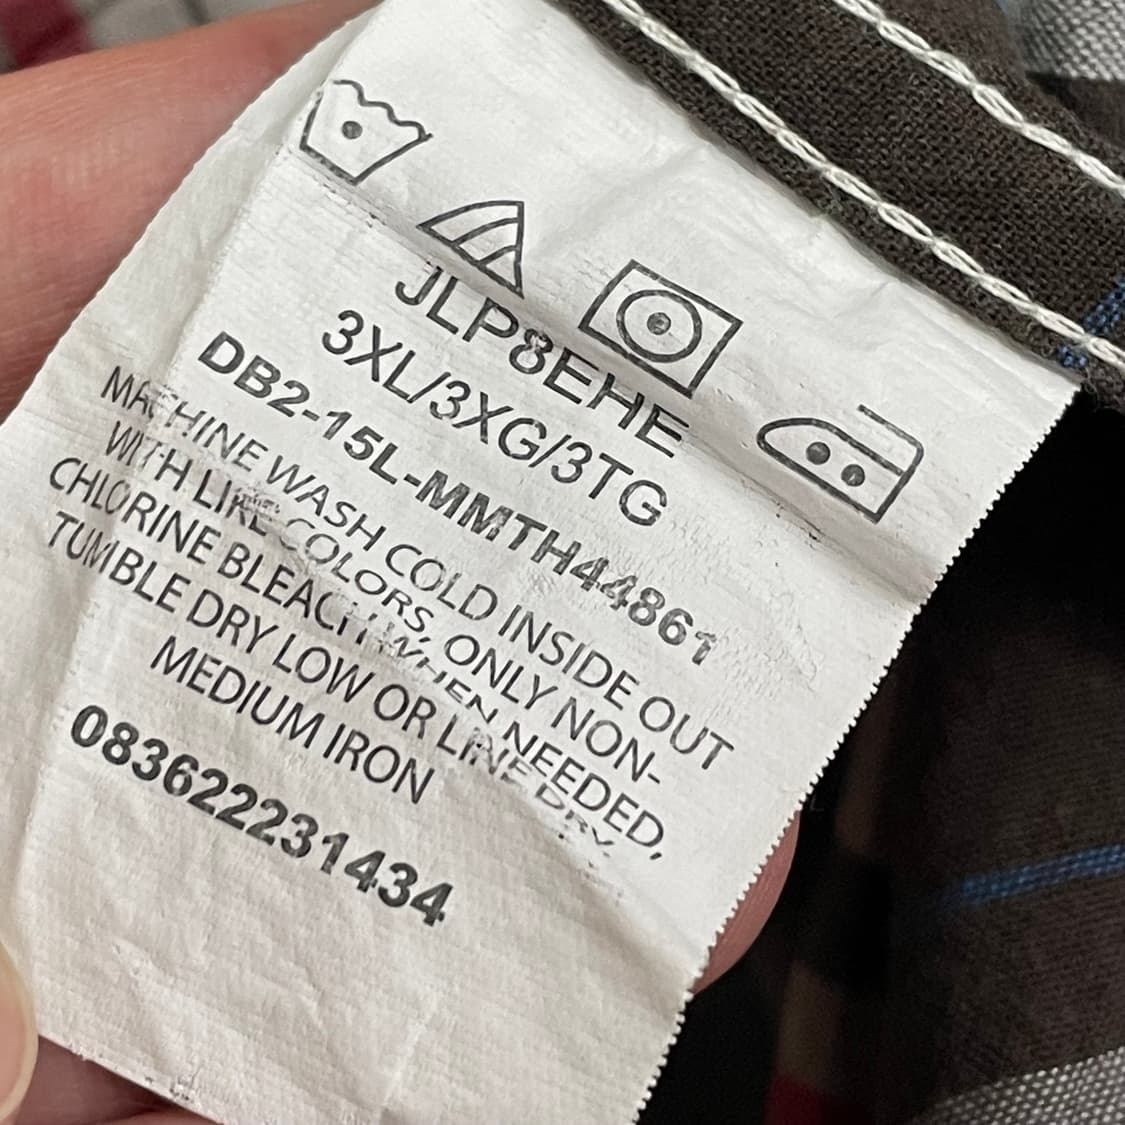 JLP8EHE
3XL/3XG/3TG
DB2-15L-MMTH44861
MACHINE WASH COLD INSIDE OUT
WITH LIKE COLORS, ONLY NON-
CHLORINE BLEACH WHEN NEEDED,
TUMBLE DRY LOW OR LINE DRY,
MEDIUM IRON
083622231434